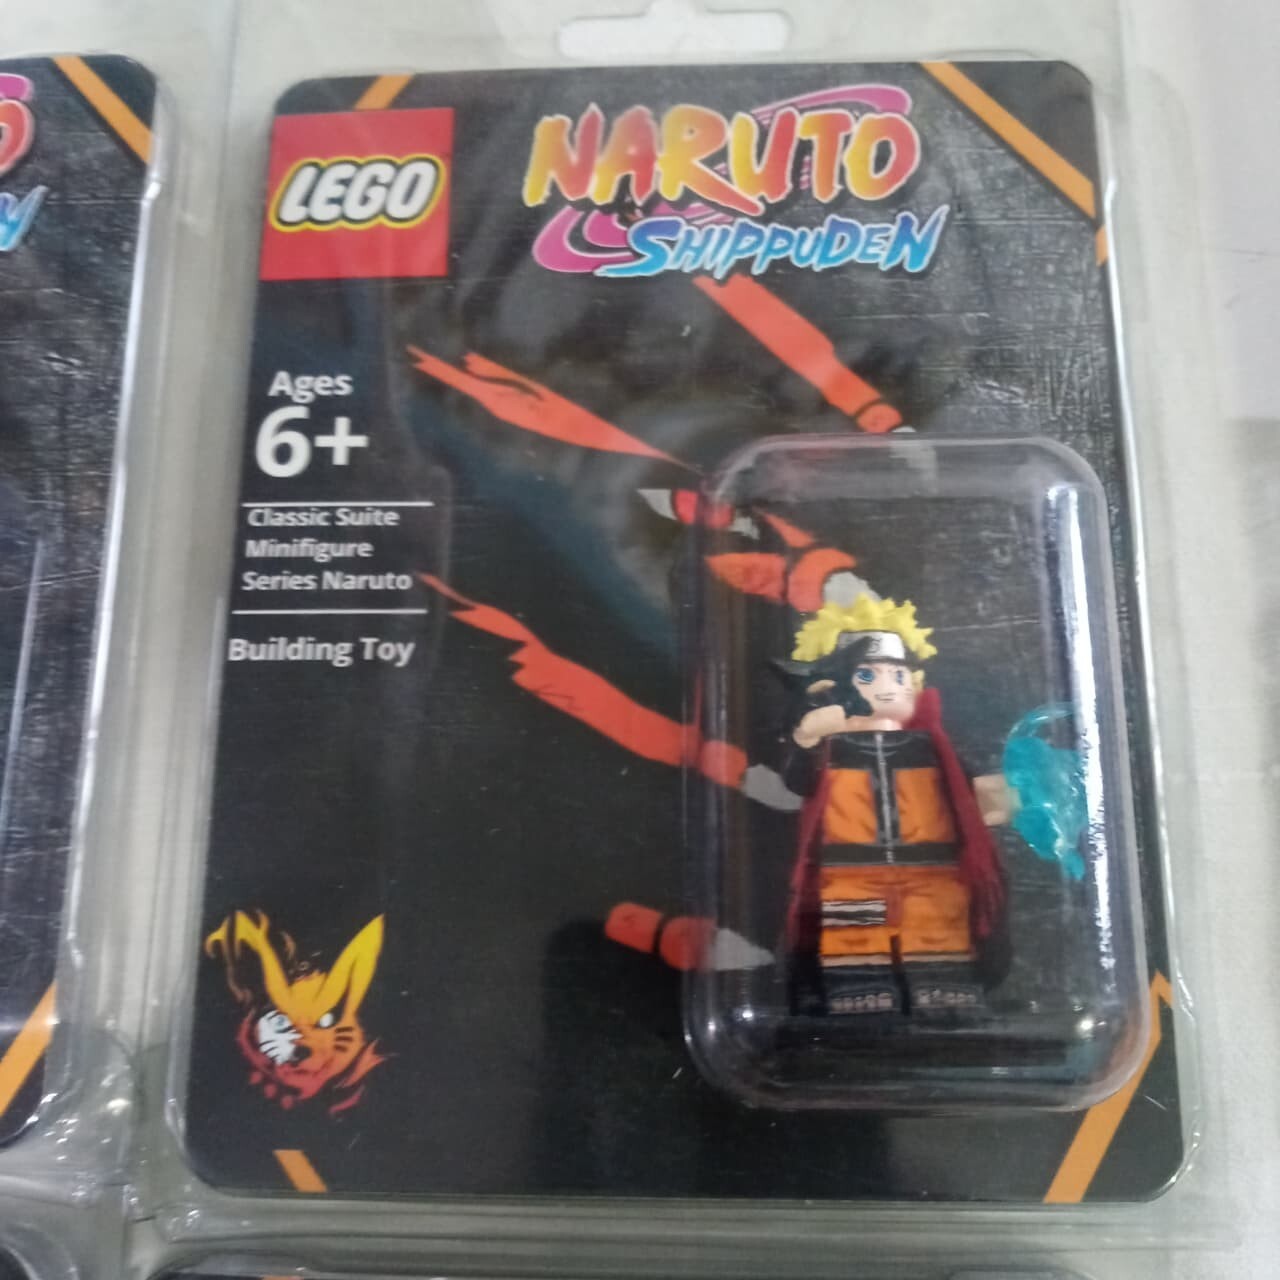 LEGO
NARUTO
SHIPPUDEN
Ages
6+
Classic Suite
Minifigure
Series Naruto
Building Toy